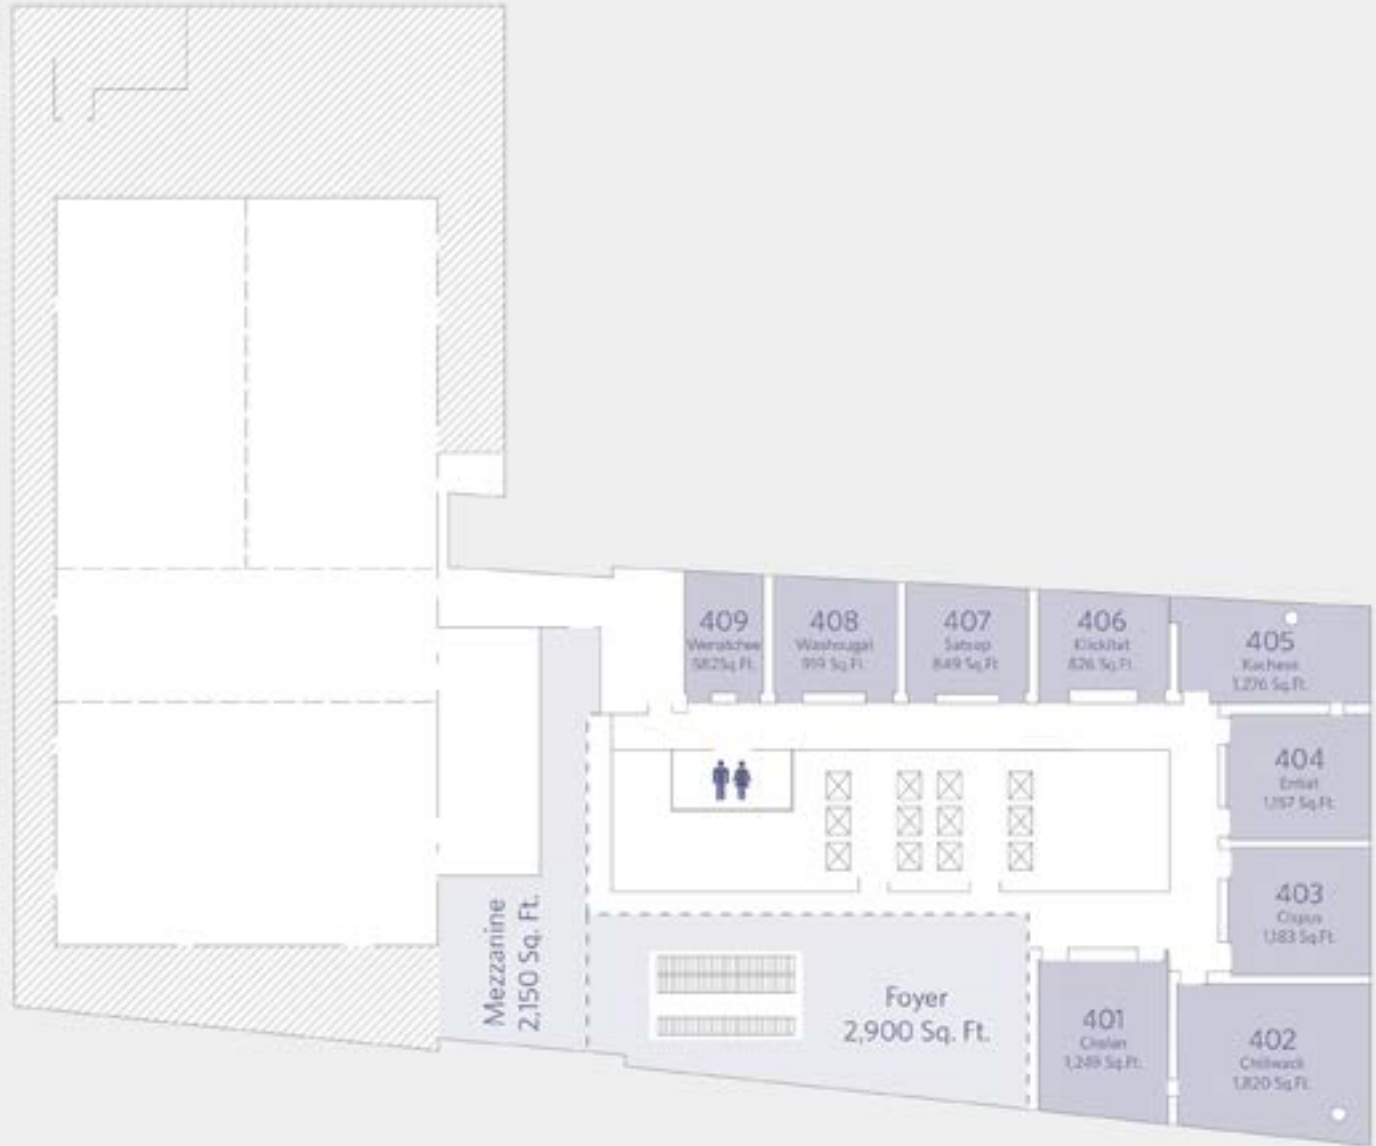 409
Wenatchee
582Sq.Ft.
408
Washougal
919 Sq.Ft.
407
Satsop
849 Sq.Ft.
406
Klickitat
826 Sq.Ft.
405
Kachess
1,276 Sq.Ft.
404
Entiat
1,157 Sq.Ft.
403
Cispus
1,183 Sq.Ft.
Mezzanine
2,150 Sq. Ft.
Foyer
2,900 Sq. Ft.
401
Chelan
1,249 Sq.Ft.
402
Chiliwack
1,820 Sq.Ft.